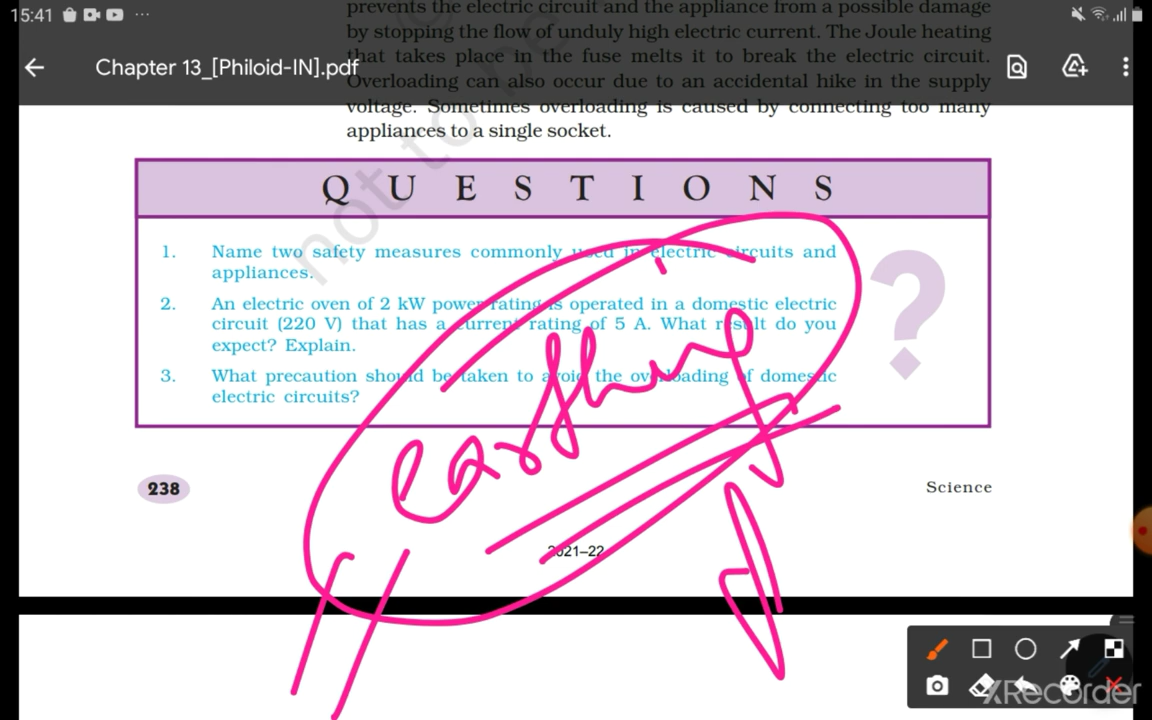 15:41
prevents the electric circuit and the appliance from a possible damage
by stopping the flow of unduly high electric current. The Joule heating
Chapter 13_[Philoid-IN].pdf
that takes place in the fuse melts it to break the electric circuit.
Overloading can also occur due to an accidental hike in the supply
voltage. Sometimes overloading is caused by connecting too many
appliances to a single socket.
not to be
QUESTIONS
1. Name two safety measures commonly used in electric circuits and
appliances.
2. An electric oven of 2 kW power rating is operated in a domestic electric
circuit (220 V) that has a current rating of 5 A. What result do you
expect? Explain.
3. What precaution should be taken to avoid the overloading of domestic
electric circuits?
?
Earthing
238
Science
2021–22
XRecorder